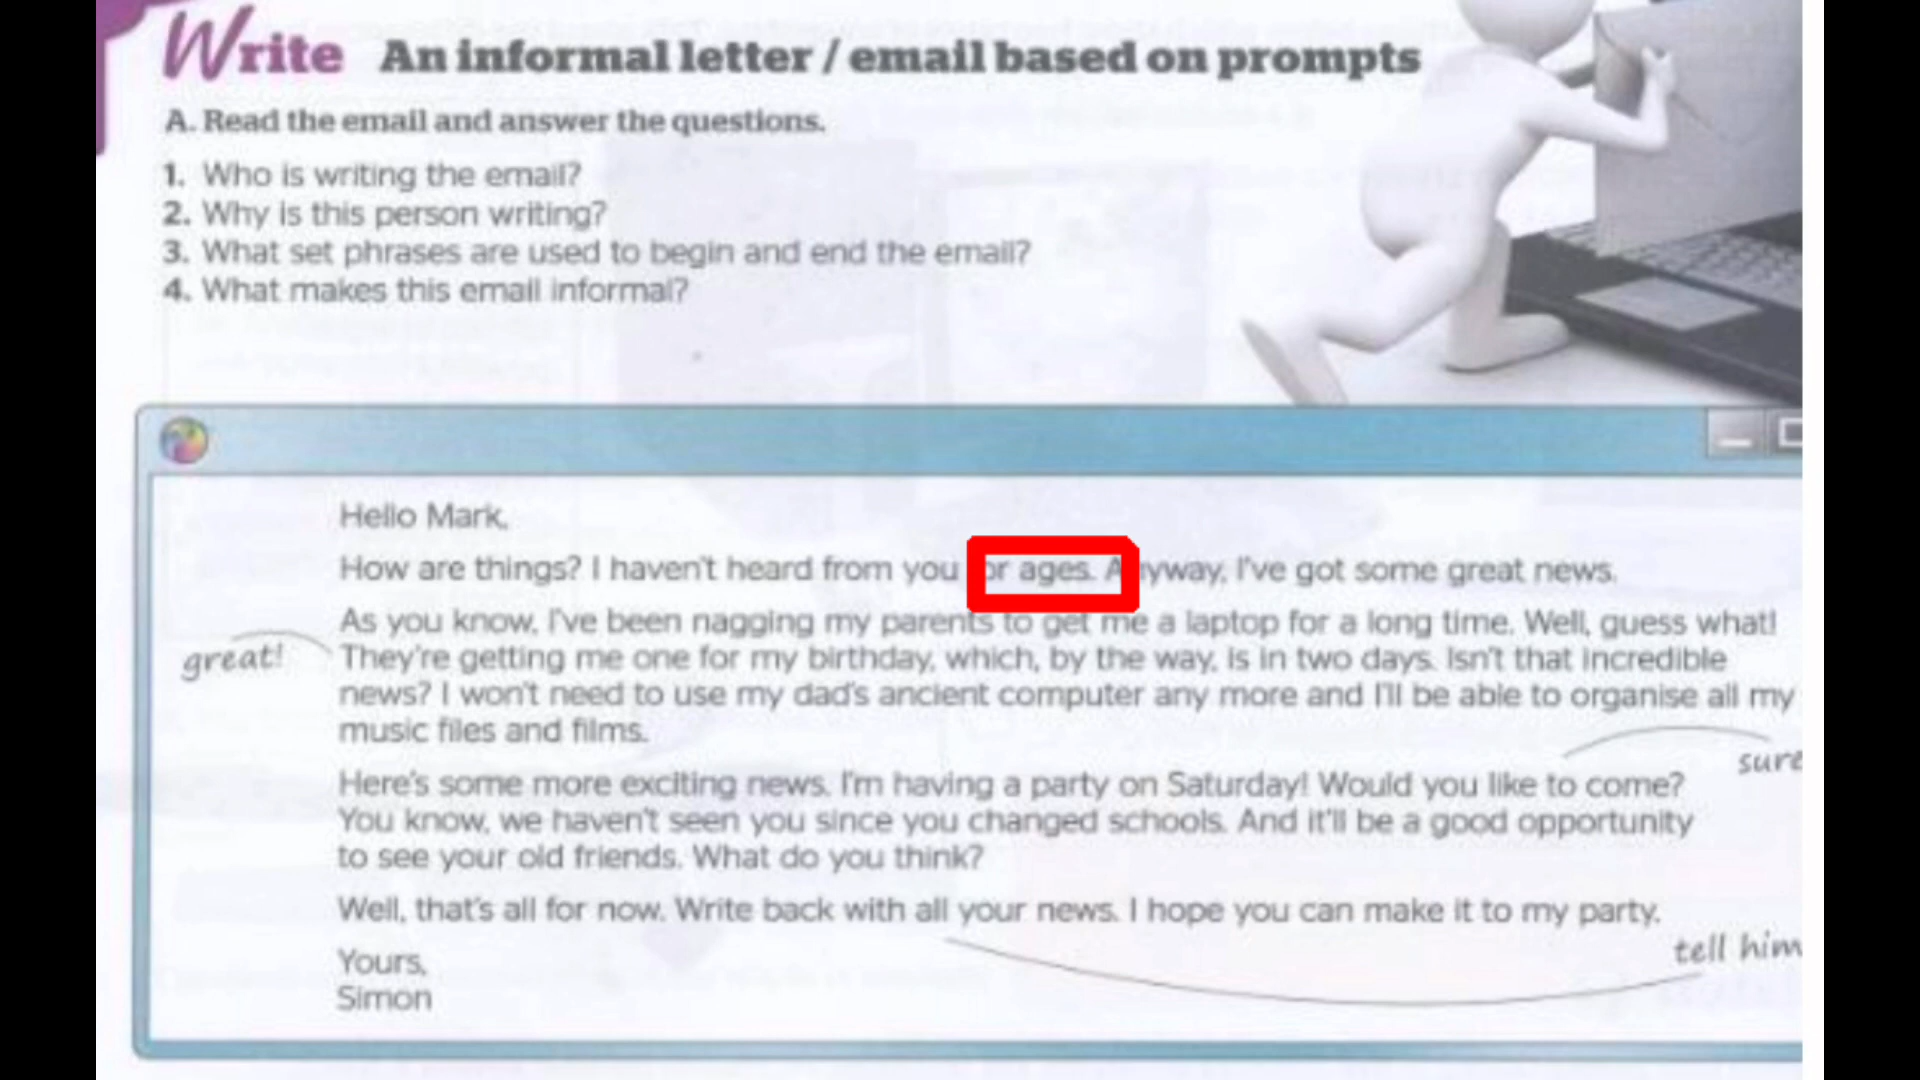 Write An informal letter / email based on prompts
A. Read the email and answer the questions.
1. Who is writing the email?
2. Why is this person writing?
3. What set phrases are used to begin and end the email?
4. What makes this email informal?
Hello Mark,
How are things? I haven't heard from you or ages. A yway, I've got some great news.
As you know, I've been nagging my parents to get me a laptop for a long time. Well, guess what!
great!
They're getting me one for my birthday, which, by the way, is in two days. Isn't that incredible
news? I won't need to use my dad's ancient computer any more and I'll be able to organise all my
music files and films.
sure
Here's some more exciting news. I'm having a party on Saturday! Would you like to come?
You know, we haven't seen you since you changed schools. And it'll be a good opportunity
to see your old friends. What do you think?
Well, that's all for now. Write back with all your news. I hope you can make it to my party.
tell him
Yours,
Simon